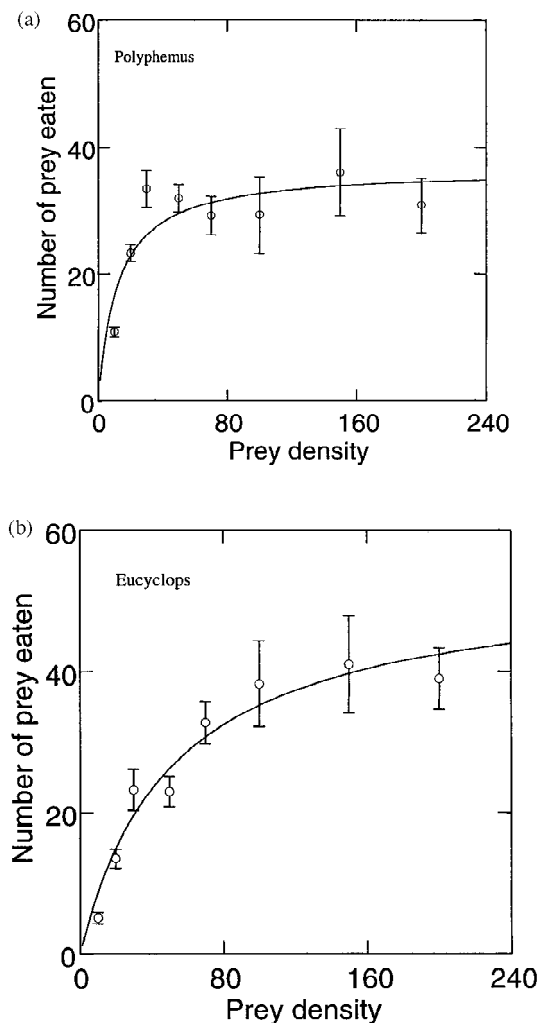 (a)
60
Polyphemus
40
20
0
Number of prey eaten
0 80 160 240
Prey density
(b)
60
Eucyclops
40
20
0
Number of prey eaten
0 80 160 240
Prey density